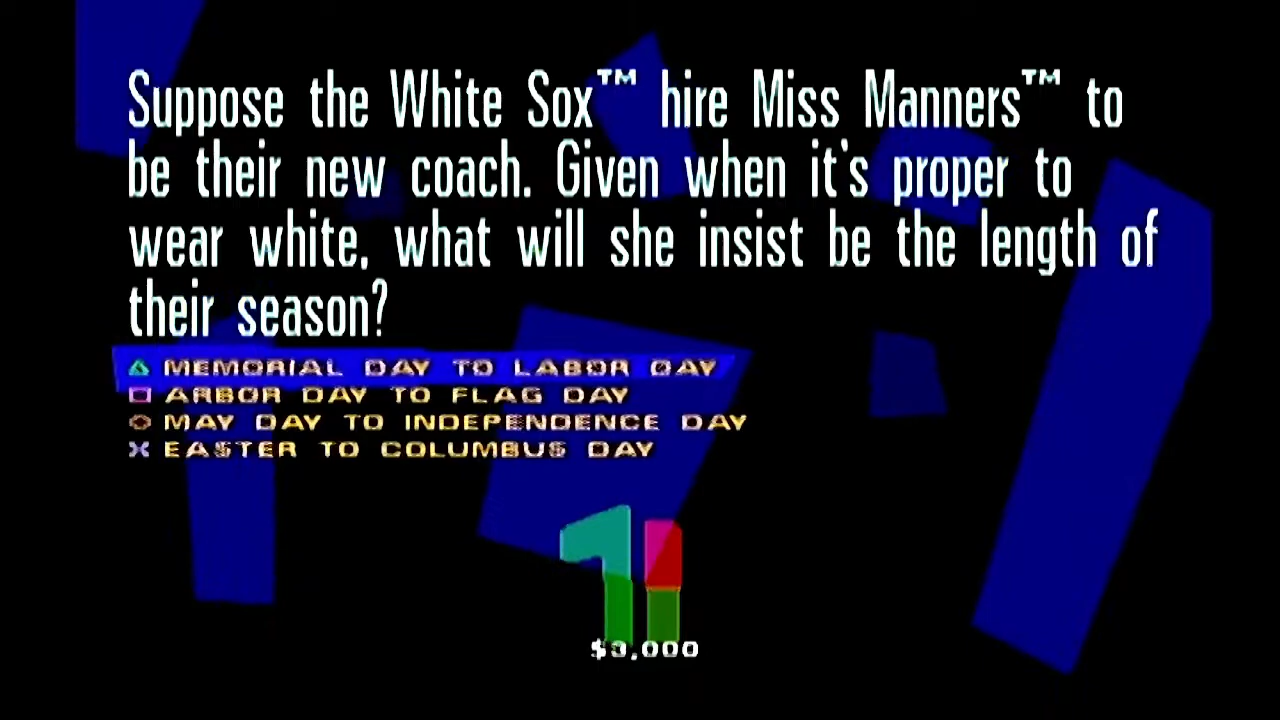 Suppose the White Sox™ hire Miss Manners™ to
be their new coach. Given when it's proper to
wear white, what will she insist be the length of
their season?
△ MEMORIAL DAY TO LABOR DAY
□ ARBOR DAY TO FLAG DAY
○ MAY DAY TO INDEPENDENCE DAY
X EASTER TO COLUMBUS DAY
11
$3,000